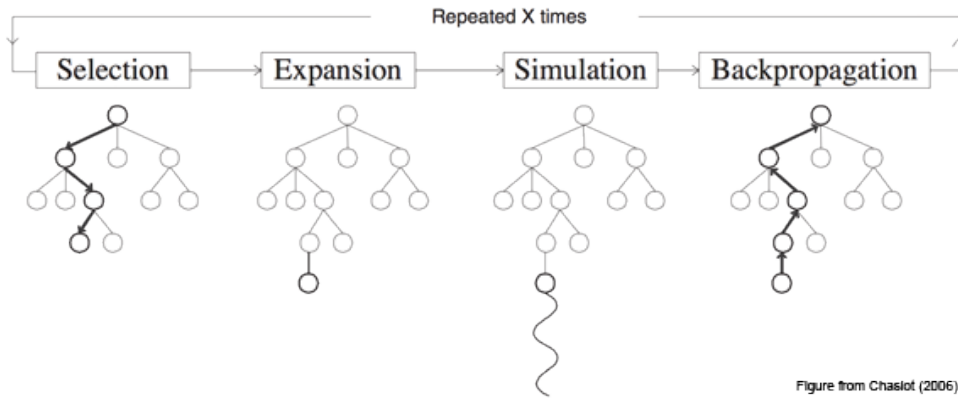 Repeated X times
Selection
Expansion
Simulation
Backpropagation
Figure from Chaslot (2006)